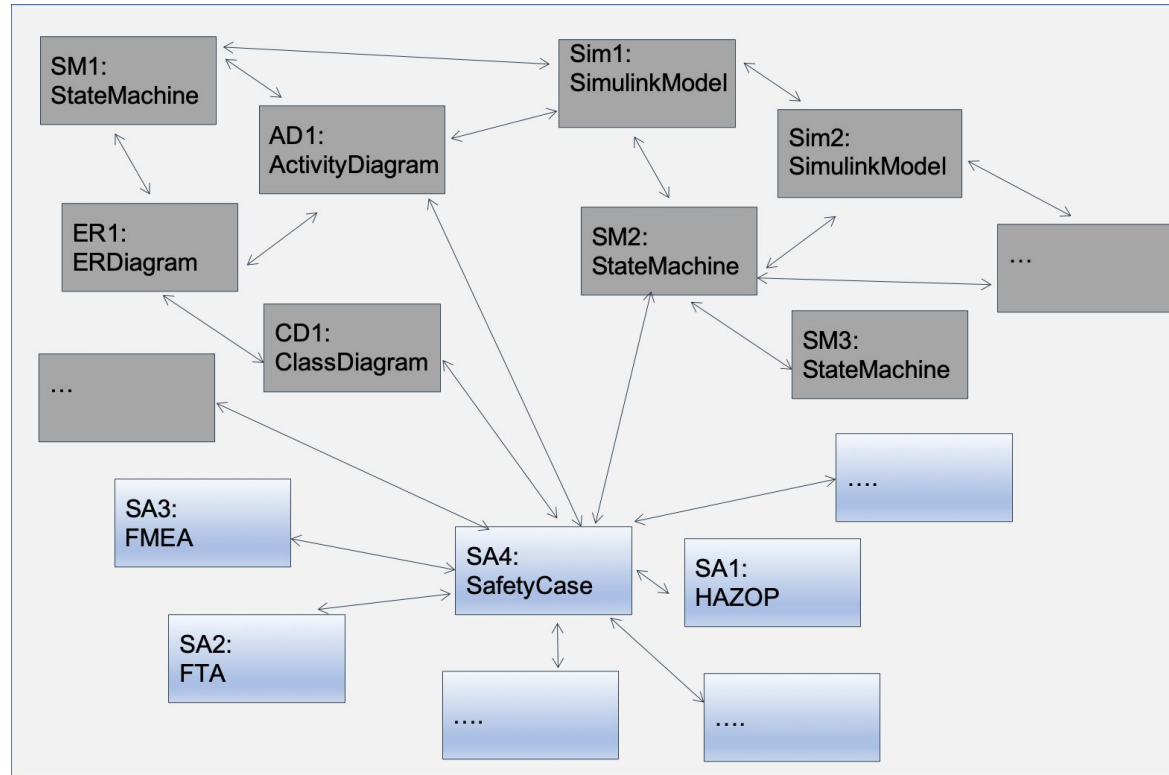 SM1:
StateMachine
Sim1:
SimulinkModel
AD1:
ActivityDiagram
Sim2:
SimulinkModel
ER1:
ERDiagram
SM2:
StateMachine
…
CD1:
ClassDiagram
SM3:
StateMachine
…
….
SA3:
FMEA
SA4:
SafetyCase
SA1:
HAZOP
SA2:
FTA
….
….